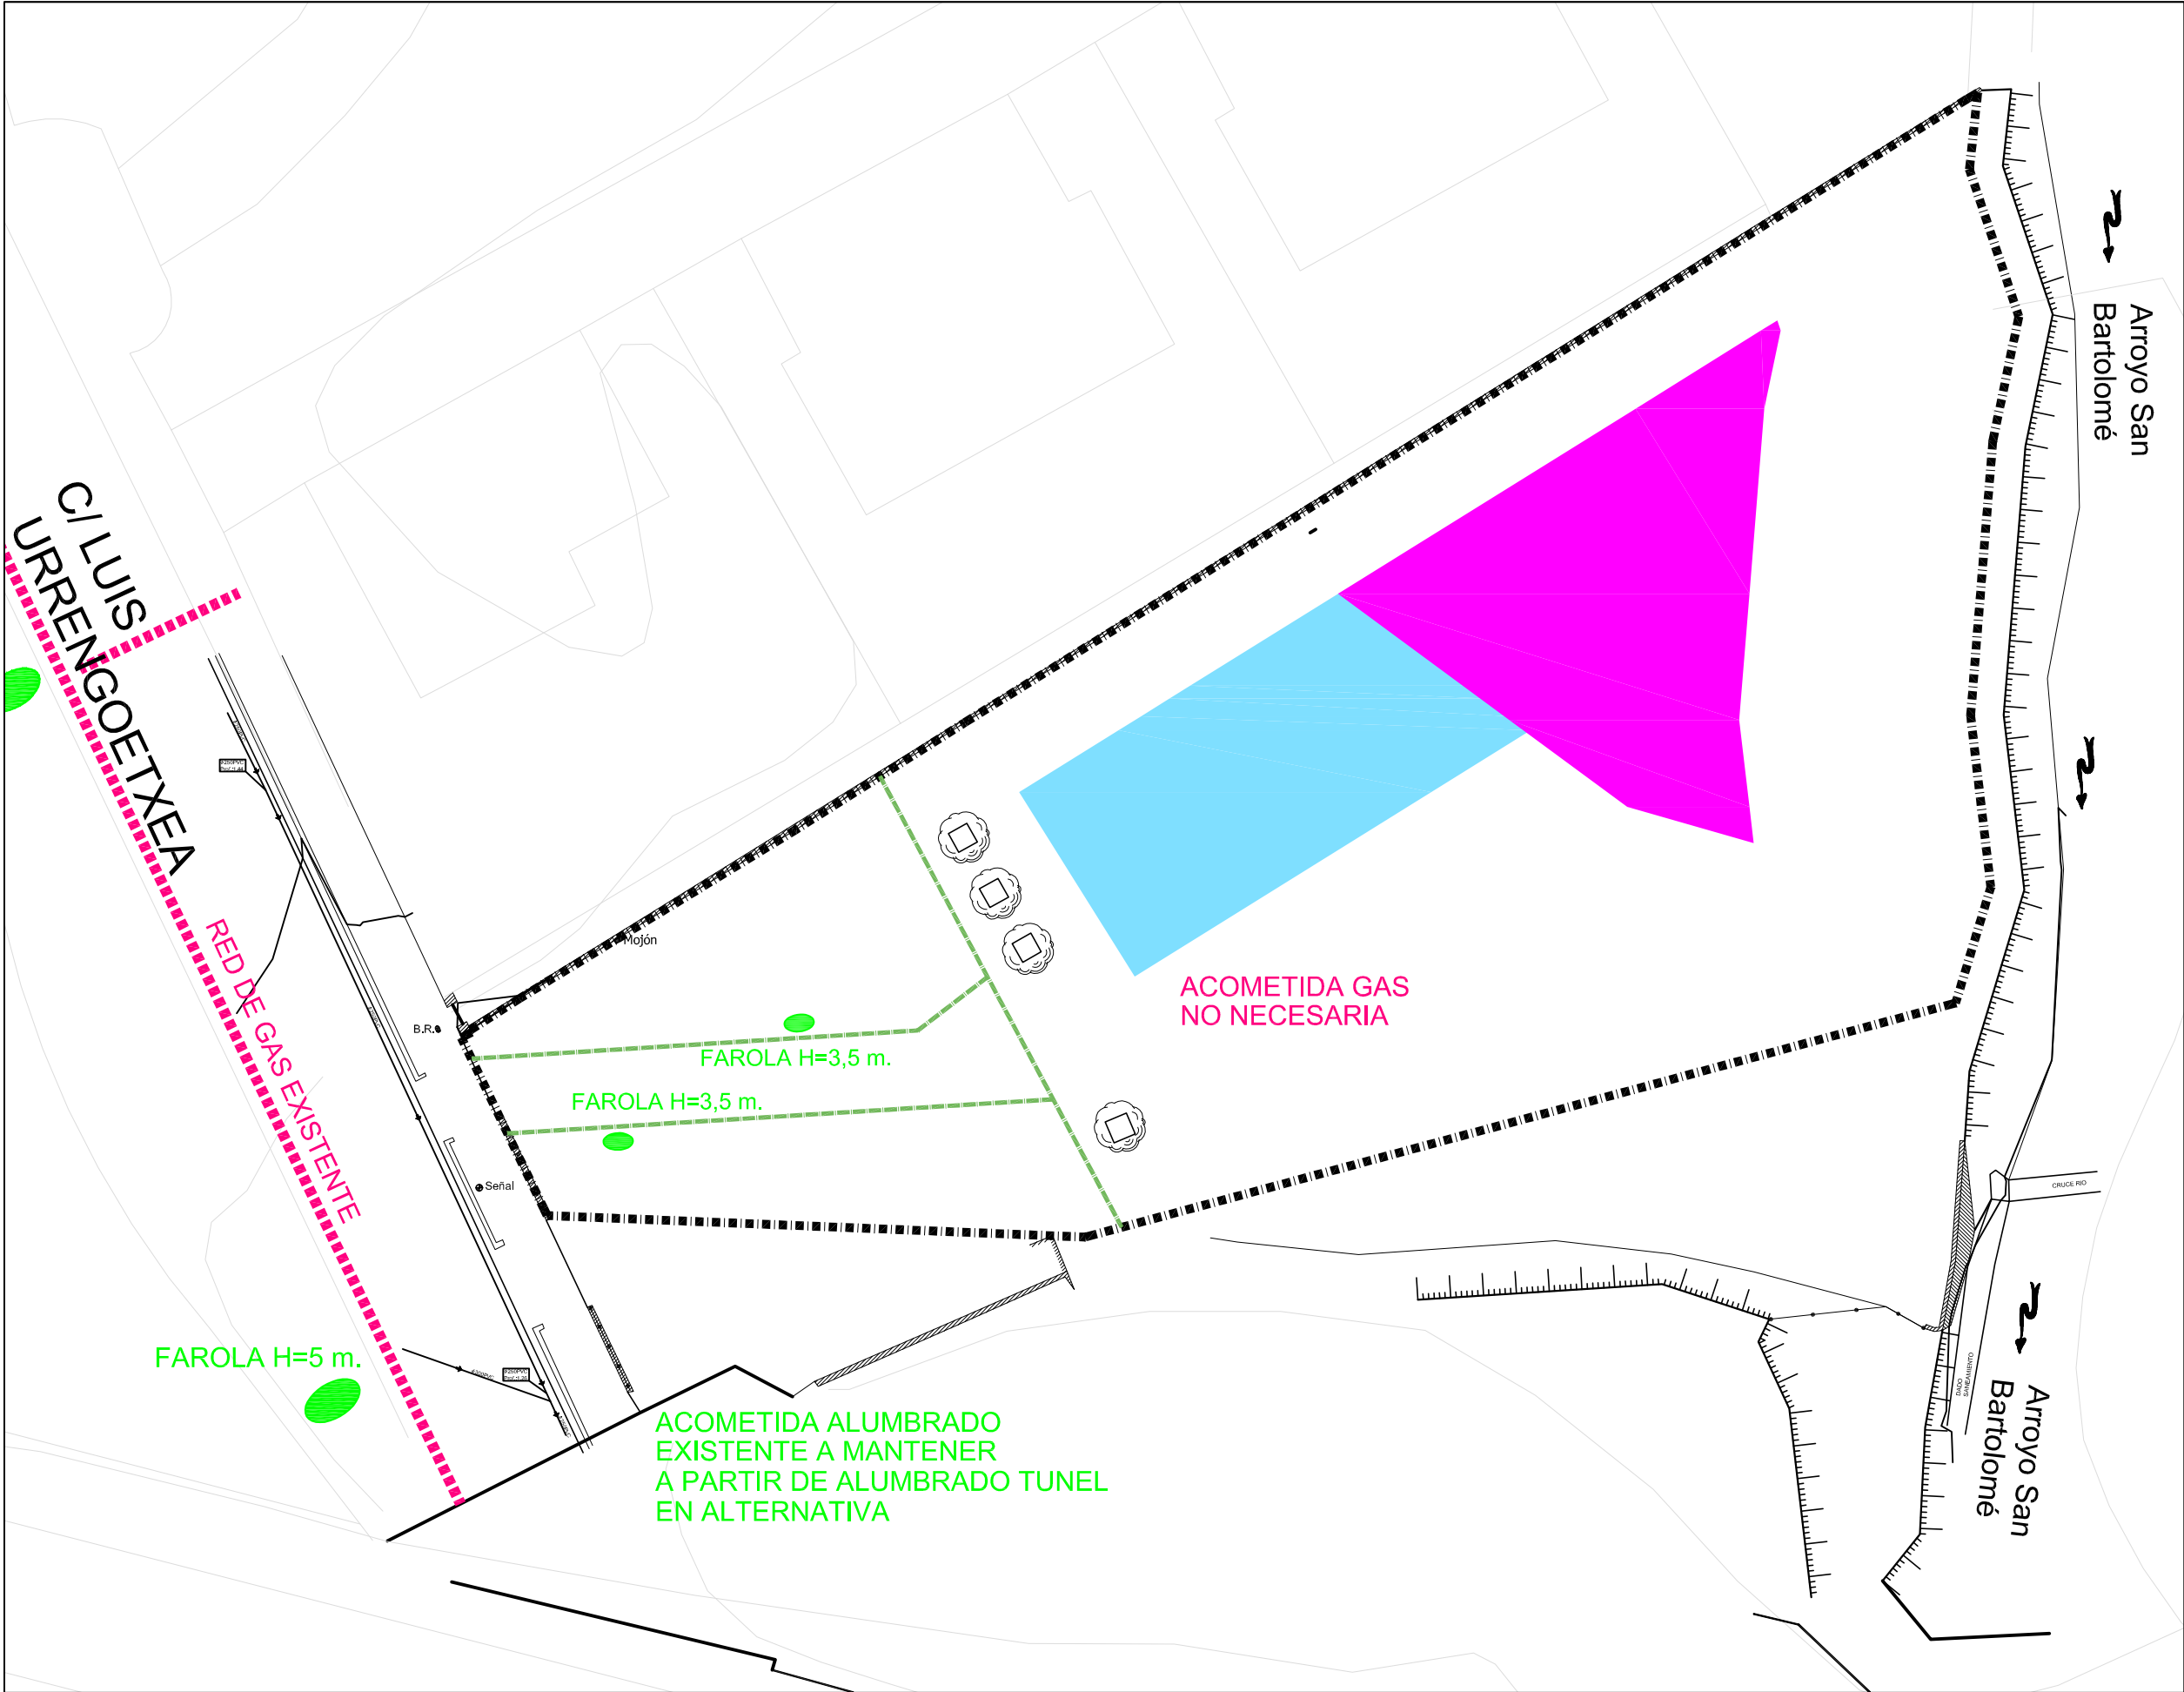 Arroyo San
Bartolomé
C/ LUIS
URRENGOETXEA
RED DE GAS EXISTENTE
Mojón
B.R.
ACOMETIDA GAS
NO NECESARIA
FAROLA H=3,5 m.
FAROLA H=3,5 m.
Señal
CRUCE RIO
FAROLA H=5 m.
DADO
SANEAMIENTO
Arroyo San
Bartolomé
ACOMETIDA ALUMBRADO
EXISTENTE A MANTENER
A PARTIR DE ALUMBRADO TUNEL
EN ALTERNATIVA